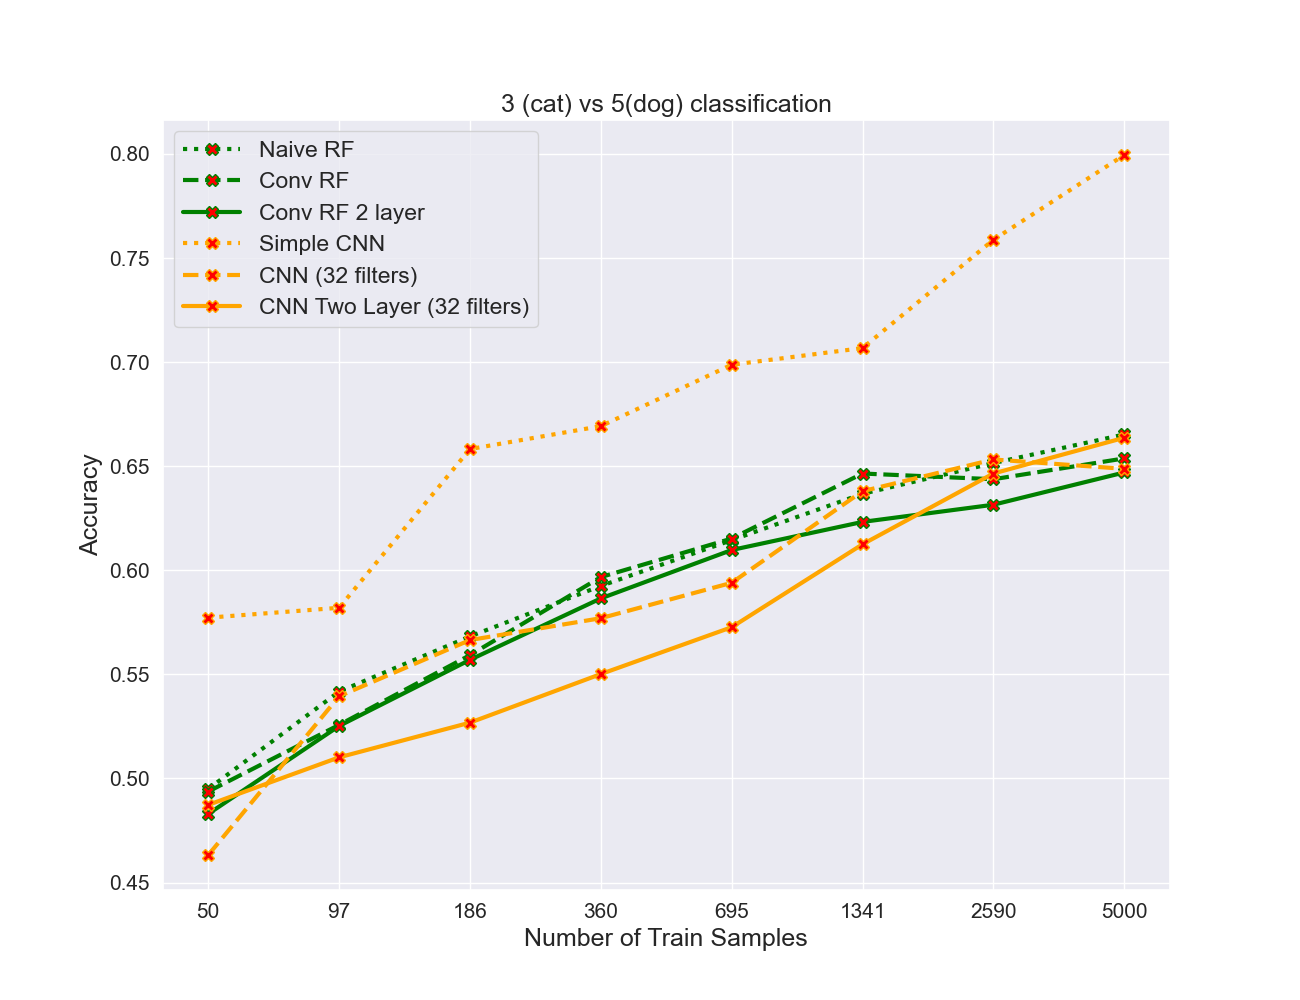 3 (cat) vs 5(dog) classification
Naive RF
Conv RF
Conv RF 2 layer
Simple CNN
CNN (32 filters)
CNN Two Layer (32 filters)
0.80
0.75
0.70
0.65
0.60
0.55
0.50
0.45
Accuracy
50 97 186 360 695 1341 2590 5000
Number of Train Samples